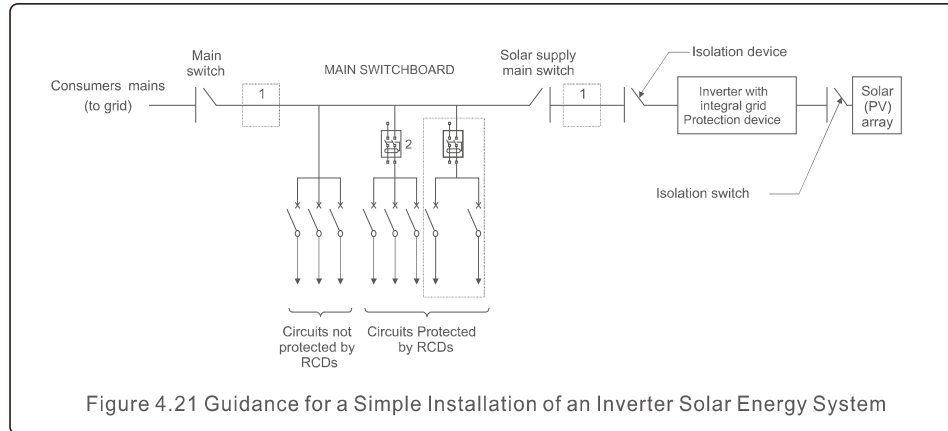 Main
switch
Consumers mains
(to grid)
1
MAIN SWITCHBOARD
Solar supply
main switch
1
Isolation device
Inverter with
integral grid
Protection device
Solar
(PV)
array
2
Isolation switch
Circuits not
protected by
RCDs
Circuits Protected
by RCDs
Figure 4.21 Guidance for a Simple Installation of an Inverter Solar Energy System